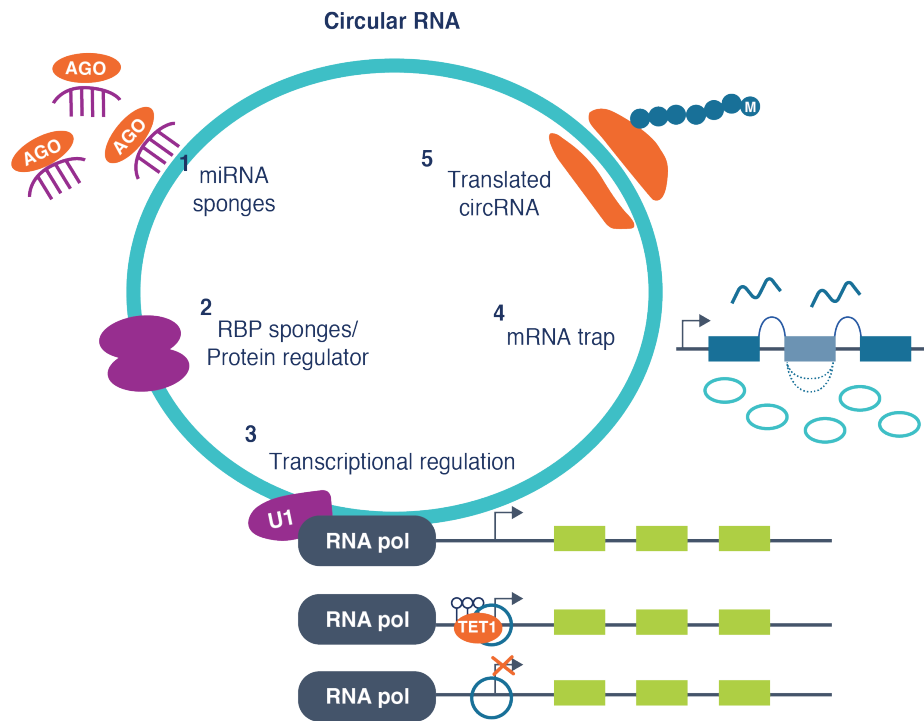 Circular RNA
AGO
AGO
AGO
1
miRNA
sponges
5
Translated
circRNA
M
2
RBP sponges/
Protein regulator
4
mRNA trap
3
Transcriptional regulation
U1
RNA pol
RNA pol
TET1
RNA pol